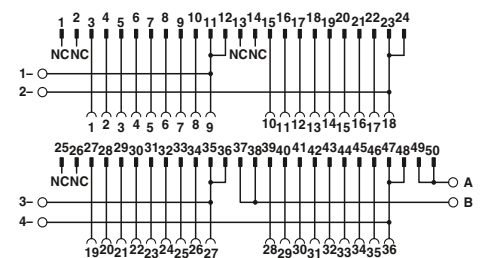 1 2 3 4 5 6 7 8 9 10 11 12 13 14 15 16 17 18 19 20 21 22 23 24
NC NC NC NC
1–
2–
1 2 3 4 5 6 7 8 9 10 11 12 13 14 15 16 17 18
25 26 27 28 29 30 31 32 33 34 35 36 37 38 39 40 41 42 43 44 45 46 47 48 49 50
NC NC
A
3–
B
4–
19 20 21 22 23 24 25 26 27 28 29 30 31 32 33 34 35 36